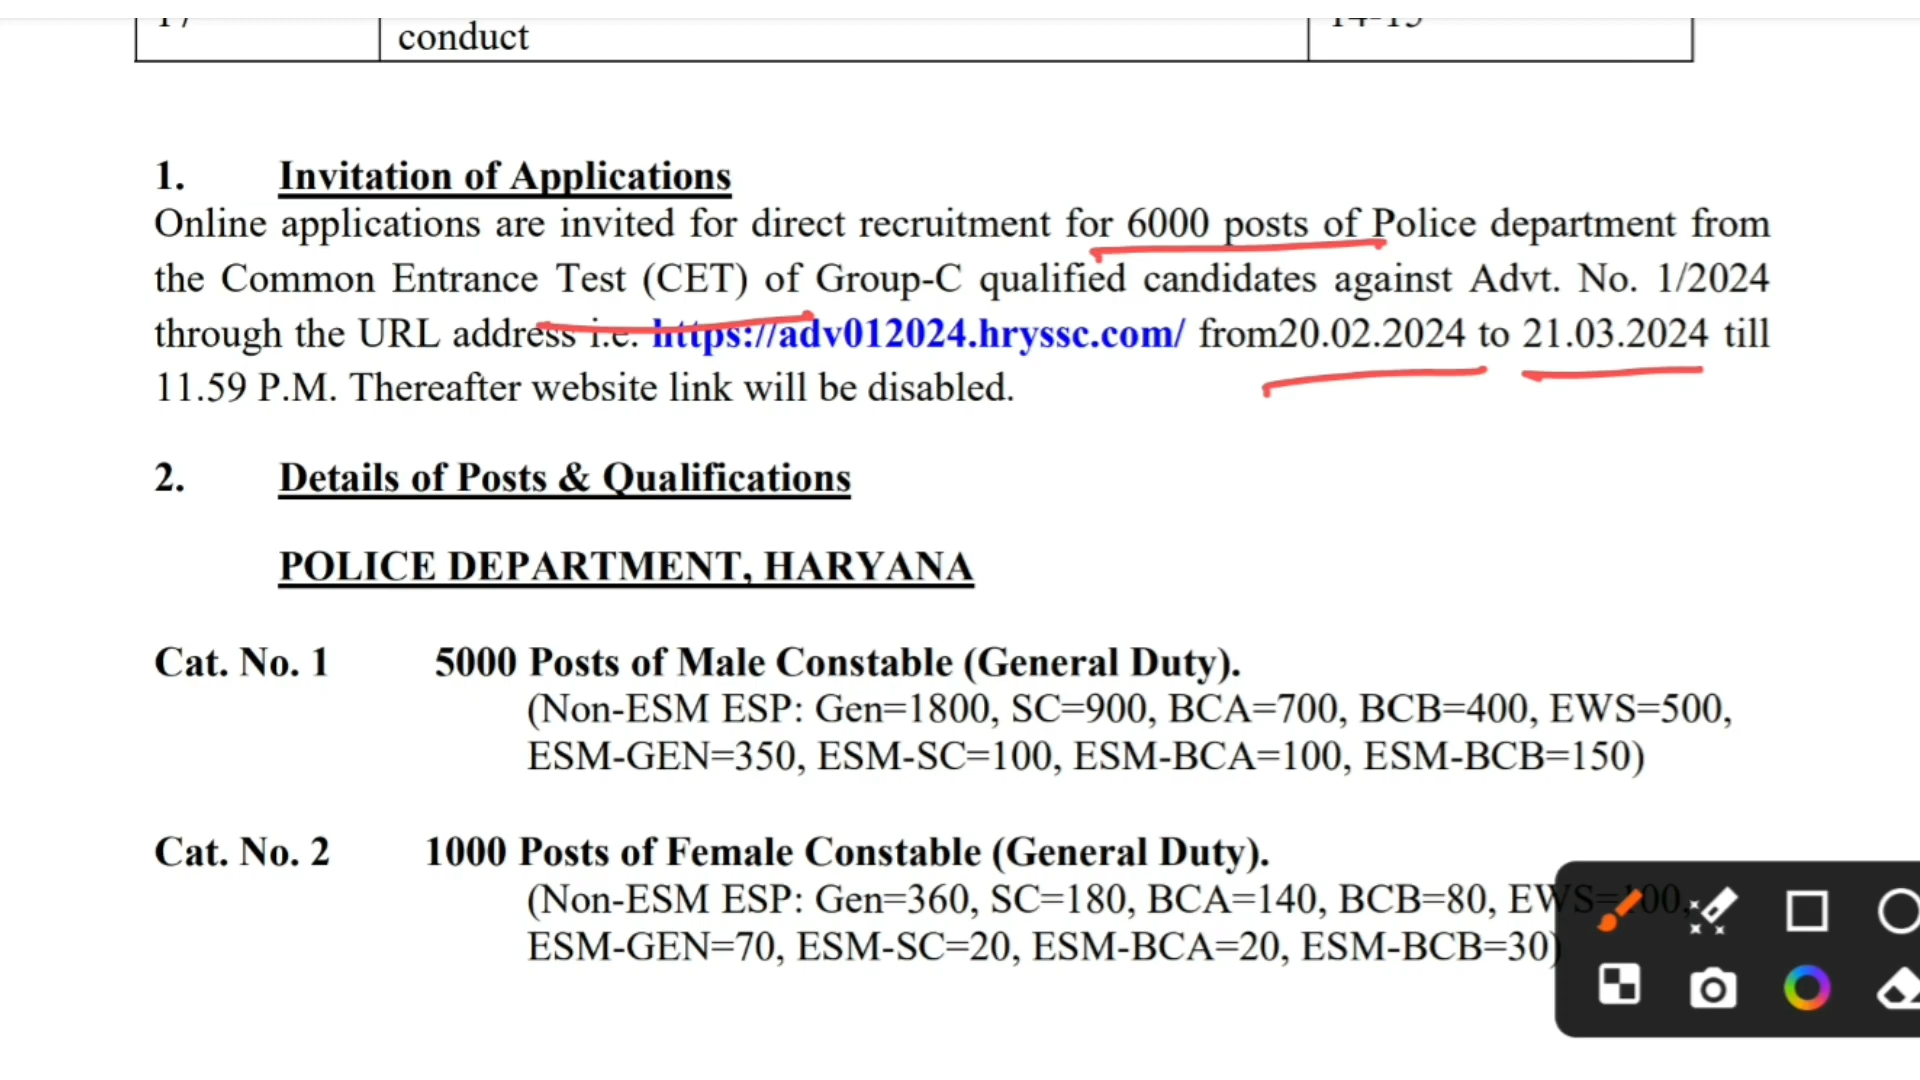 conduct
1. Invitation of Applications
Online applications are invited for direct recruitment for 6000 posts of Police department from
the Common Entrance Test (CET) of Group-C qualified candidates against Advt. No. 1/2024
through the URL address i.e. https://adv012024.hryssc.com/ from20.02.2024 to 21.03.2024 till
11.59 P.M. Thereafter website link will be disabled.
2. Details of Posts & Qualifications
POLICE DEPARTMENT, HARYANA
Cat. No. 1 5000 Posts of Male Constable (General Duty).
(Non-ESM ESP: Gen=1800, SC=900, BCA=700, BCB=400, EWS=500,
ESM-GEN=350, ESM-SC=100, ESM-BCA=100, ESM-BCB=150)
Cat. No. 2 1000 Posts of Female Constable (General Duty).
(Non-ESM ESP: Gen=360, SC=180, BCA=140, BCB=80, EWS=100,
ESM-GEN=70, ESM-SC=20, ESM-BCA=20, ESM-BCB=30)